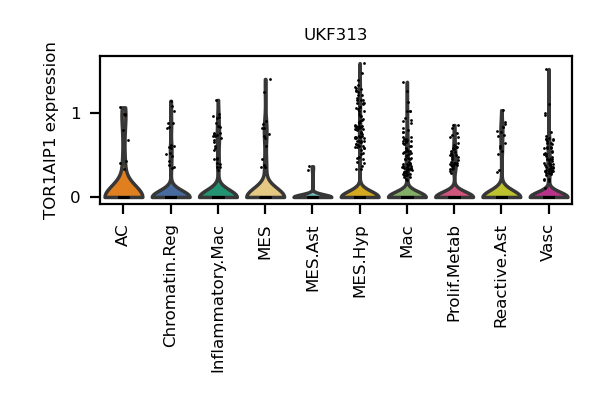 UKF313
TOR1AIP1 expression
1
0
AC
Chromatin.Reg
Inflammatory.Mac
MES
MES.Ast
MES.Hyp
Mac
Prolif.Metab
Reactive.Ast
Vasc